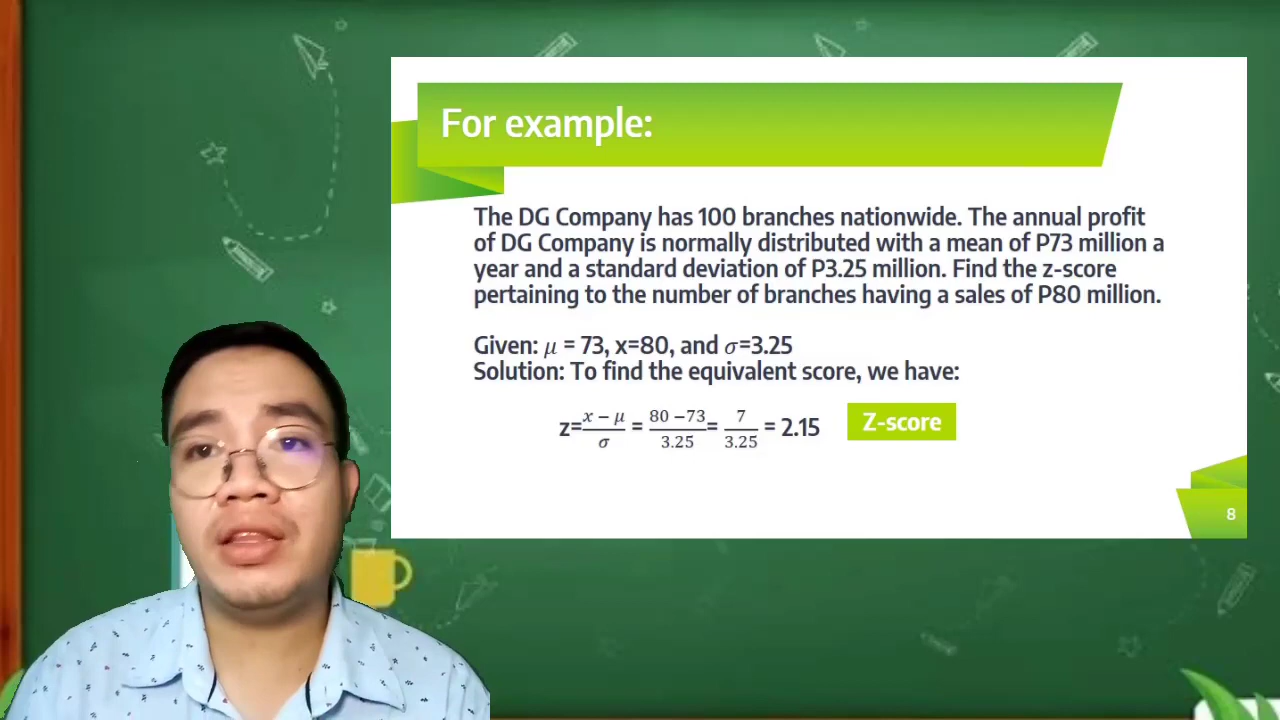 For example:
The DG Company has 100 branches nationwide. The annual profit
of DG Company is normally distributed with a mean of P73 million a
year and a standard deviation of P3.25 million. Find the z-score
pertaining to the number of branches having a sales of P80 million.
Given: μ = 73, x=80, and σ=3.25
Solution: To find the equivalent score, we have:
z=\frac{x − μ}{σ} = \frac{80 −73}{3.25}= \frac{7}{3.25} = 2.15 Z-score
8